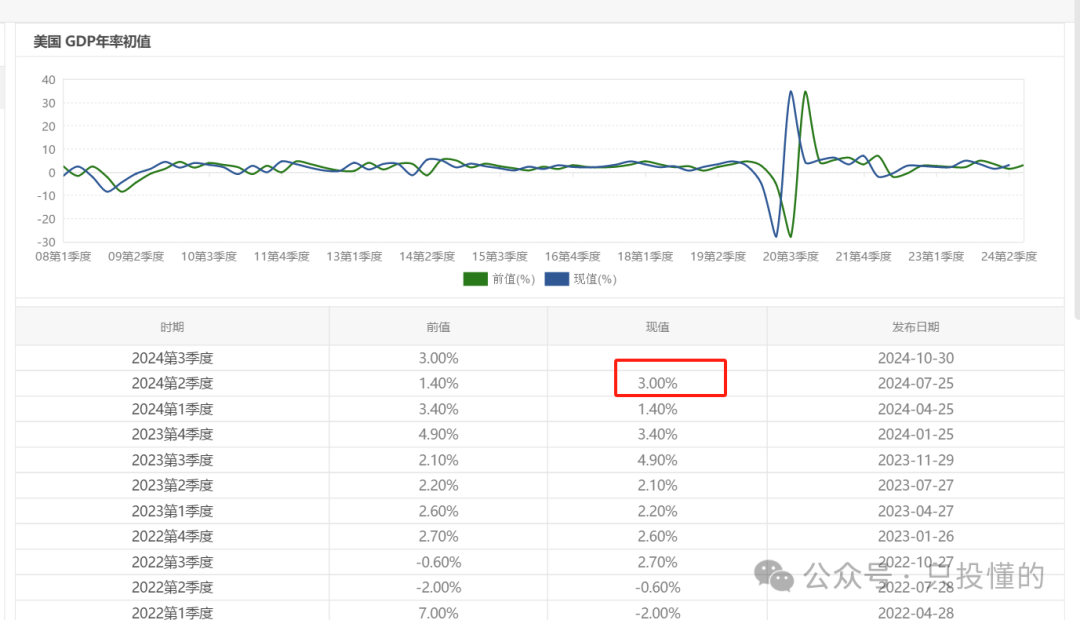 美国 GDP年率初值
40
30
20
10
0
-10
-20
-30
08第1季度 09第2季度 10第3季度 11第4季度 13第1季度 14第2季度 15第3季度 16第4季度 18第1季度 19第2季度 20第3季度 21第4季度 23第1季度 24第2季度
前值(%) 现值(%)
时期 前值 现值 发布日期
2024第3季度 3.00% 2024-10-30
2024第2季度 1.40% 3.00% 2024-07-25
2024第1季度 3.40% 1.40% 2024-04-25
2023第4季度 4.90% 3.40% 2024-01-25
2023第3季度 2.10% 4.90% 2023-11-29
2023第2季度 2.20% 2.10% 2023-07-27
2023第1季度 2.60% 2.20% 2023-04-27
2022第4季度 2.70% 2.60% 2023-01-26
2022第3季度 -0.60% 2.70% 2022-10-27
公众号：只投懂的
2022第2季度 -2.00% -0.60% 2022-07-28
2022第1季度 7.00% -2.00% 2022-04-28